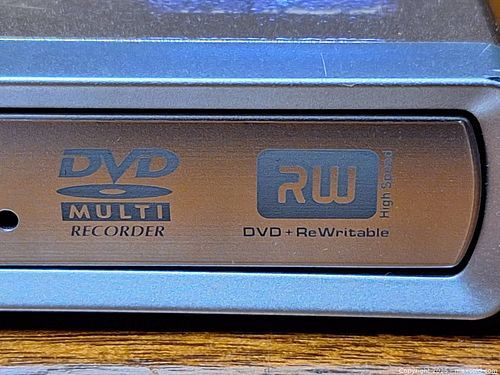 DVD
MULTI
RECORDER
RW
High Speed
DVD+ReWritable